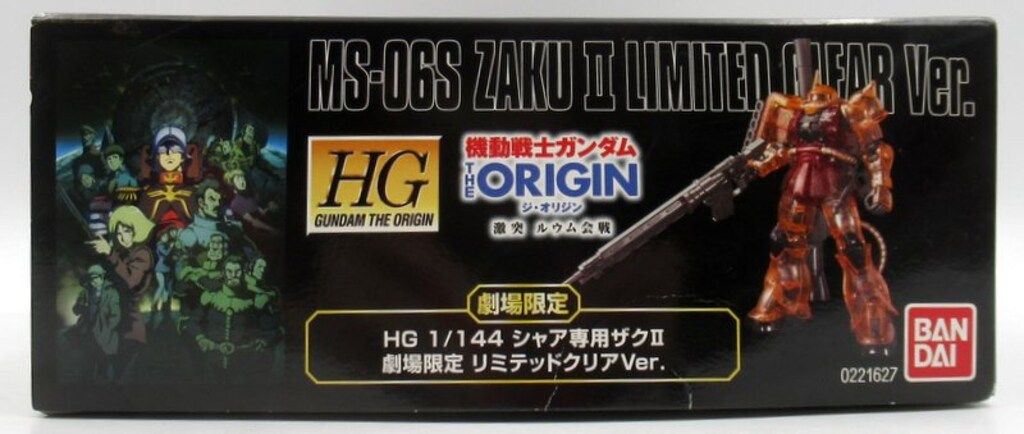 MS-06S ZAKU II LIMITED CLEAR Ver.
HG
GUNDAM THE ORIGIN
機動戦士ガンダム
THE ORIGIN
ジ・オリジン
激突 ルウム会戦
劇場限定
HG 1/144 シャア専用ザクII
劇場限定 リミテッドクリアVer.
BAN
DAI
0221627